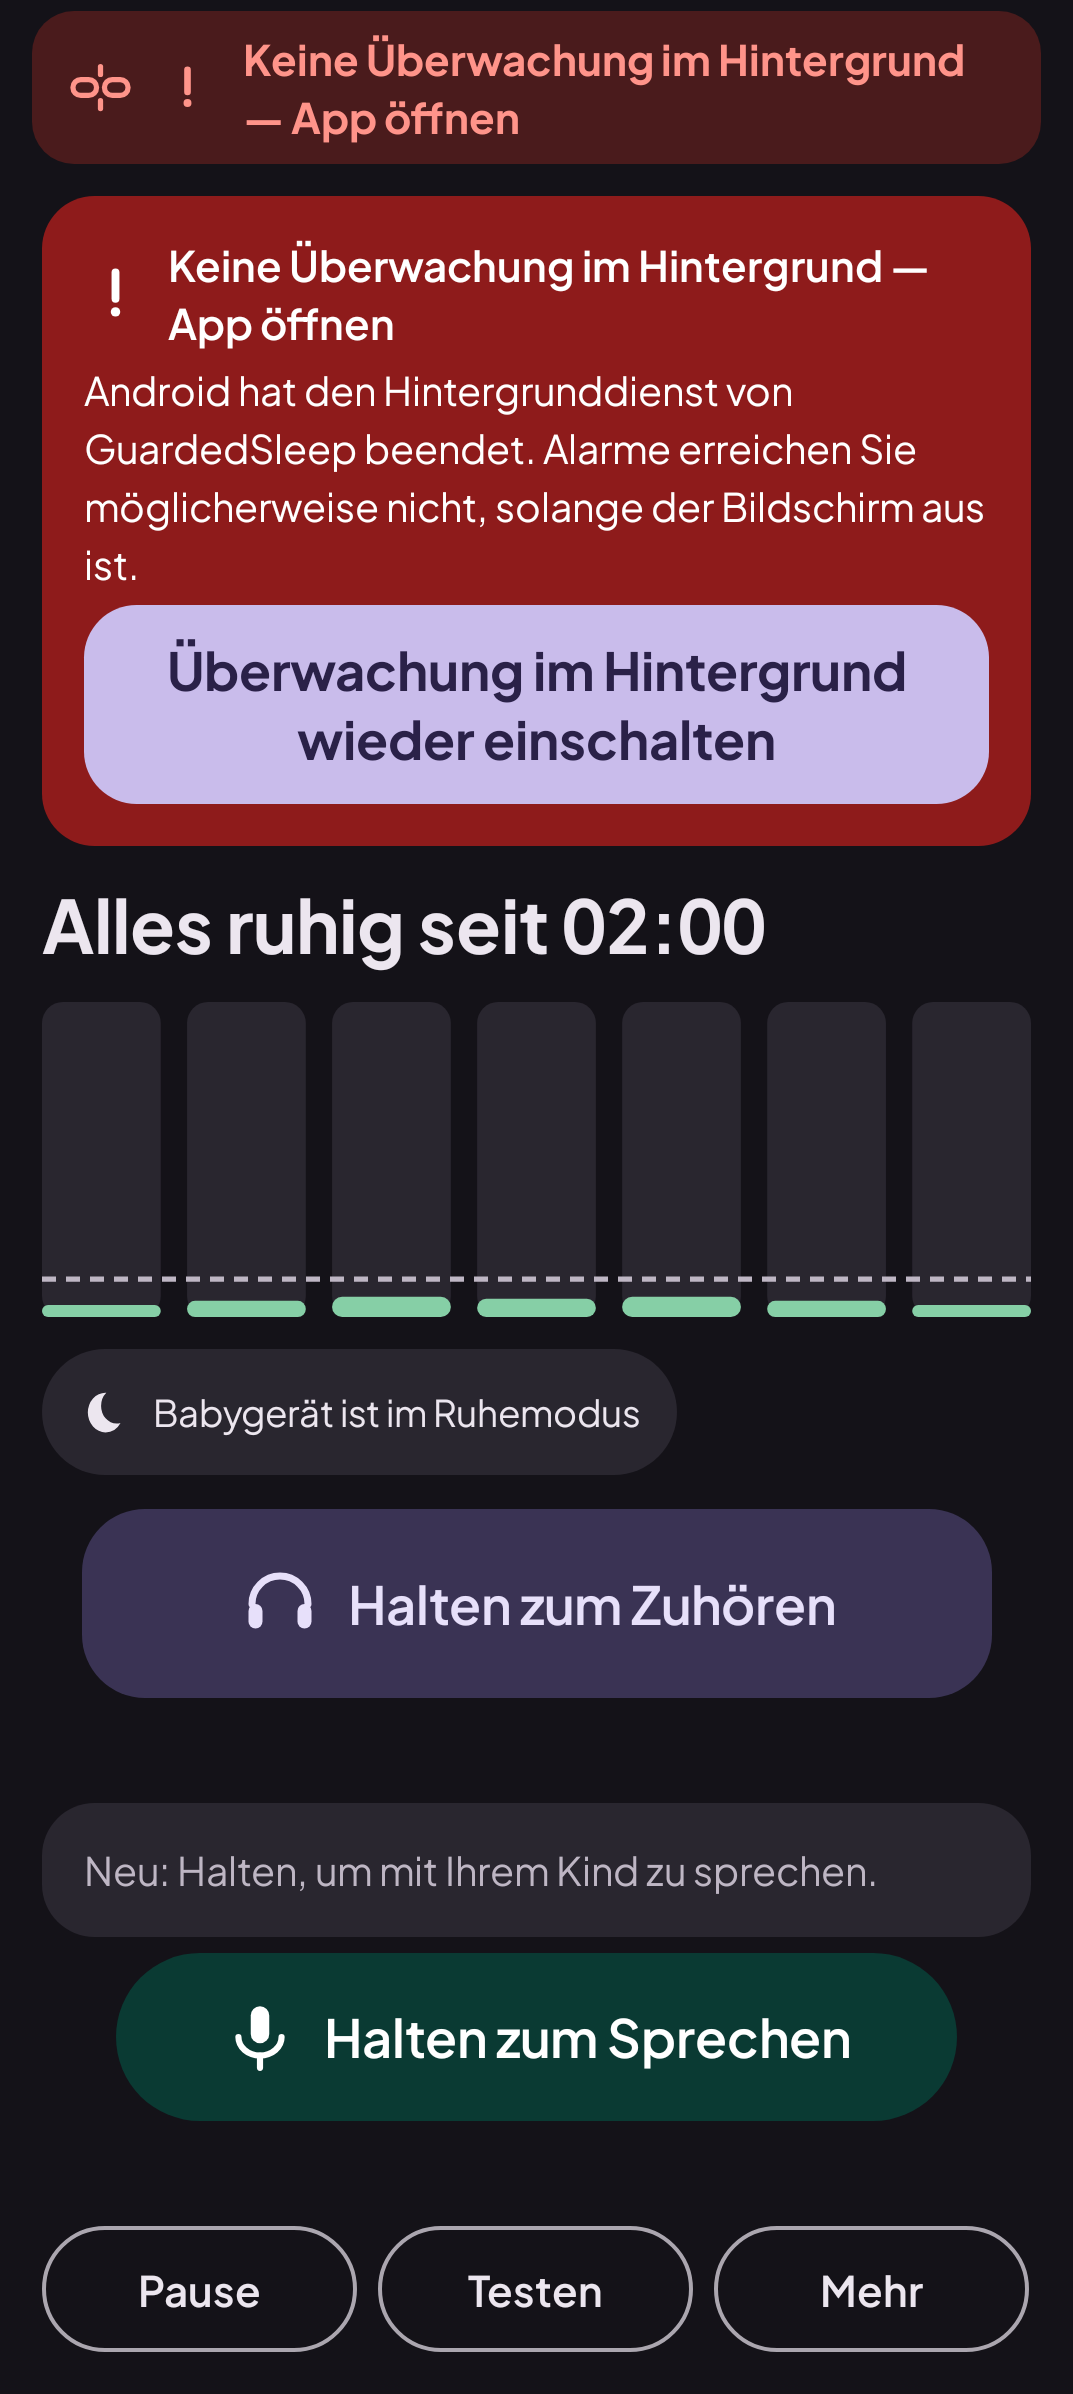 Keine Überwachung im Hintergrund
— App öffnen
Keine Überwachung im Hintergrund —
App öffnen
Android hat den Hintergrunddienst von
GuardedSleep beendet. Alarme erreichen Sie
möglicherweise nicht, solange der Bildschirm aus
ist.
Überwachung im Hintergrund
wieder einschalten
Alles ruhig seit 02:00
Babygerät ist im Ruhemodus
Halten zum Zuhören
Neu: Halten, um mit Ihrem Kind zu sprechen.
Halten zum Sprechen
Pause
Testen
Mehr